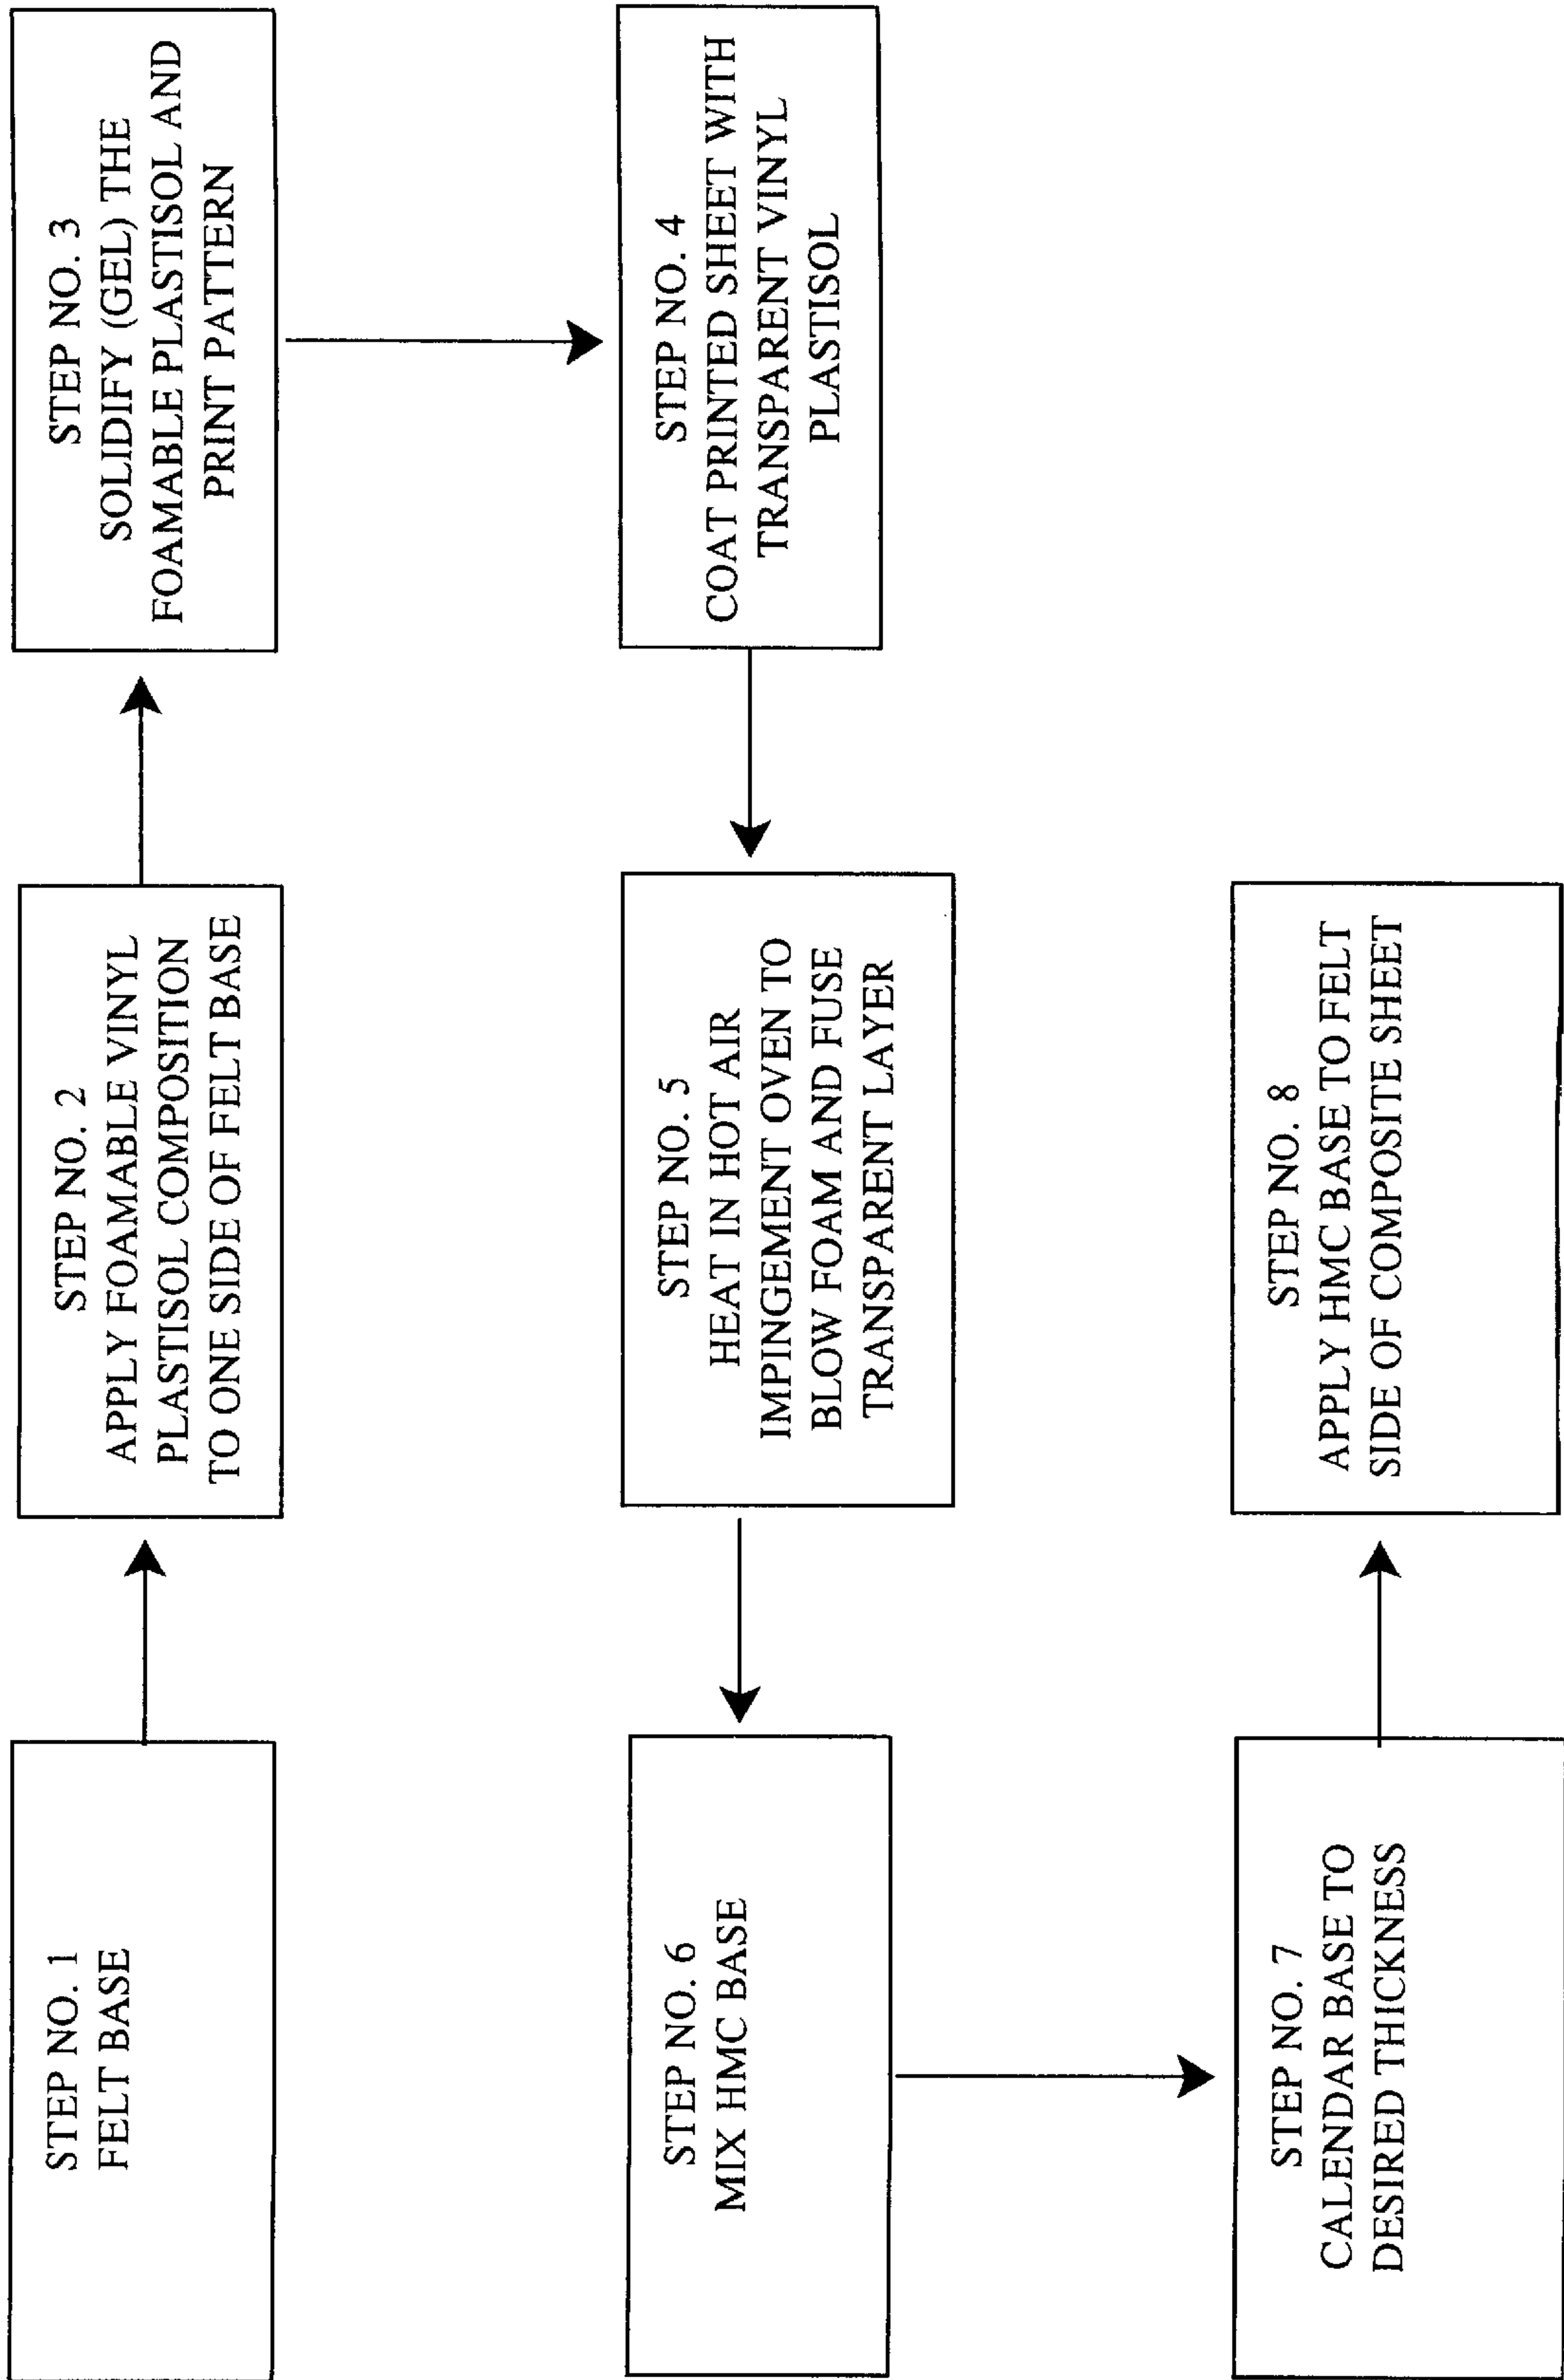 STEP NO. 1
FELT BASE
STEP NO. 2
APPLY FOAMABLE VINYL
PLASTISOL COMPOSITION
TO ONE SIDE OF FELT BASE
STEP NO. 3
SOLIDIFY (GEL) THE
FOAMABLE PLASTISOL AND
PRINT PATTERN
STEP NO. 4
COAT PRINTED SHEET WITH
TRANSPARENT VINYL
PLASTISOL
STEP NO. 5
HEAT IN HOT AIR
IMPINGEMENT OVEN TO
BLOW FOAM AND FUSE
TRANSPARENT LAYER
STEP NO. 6
MIX HMC BASE
STEP NO. 7
CALENDAR BASE TO
DESIRED THICKNESS
STEP NO. 8
APPLY HMC BASE TO FELT
SIDE OF COMPOSITE SHEET